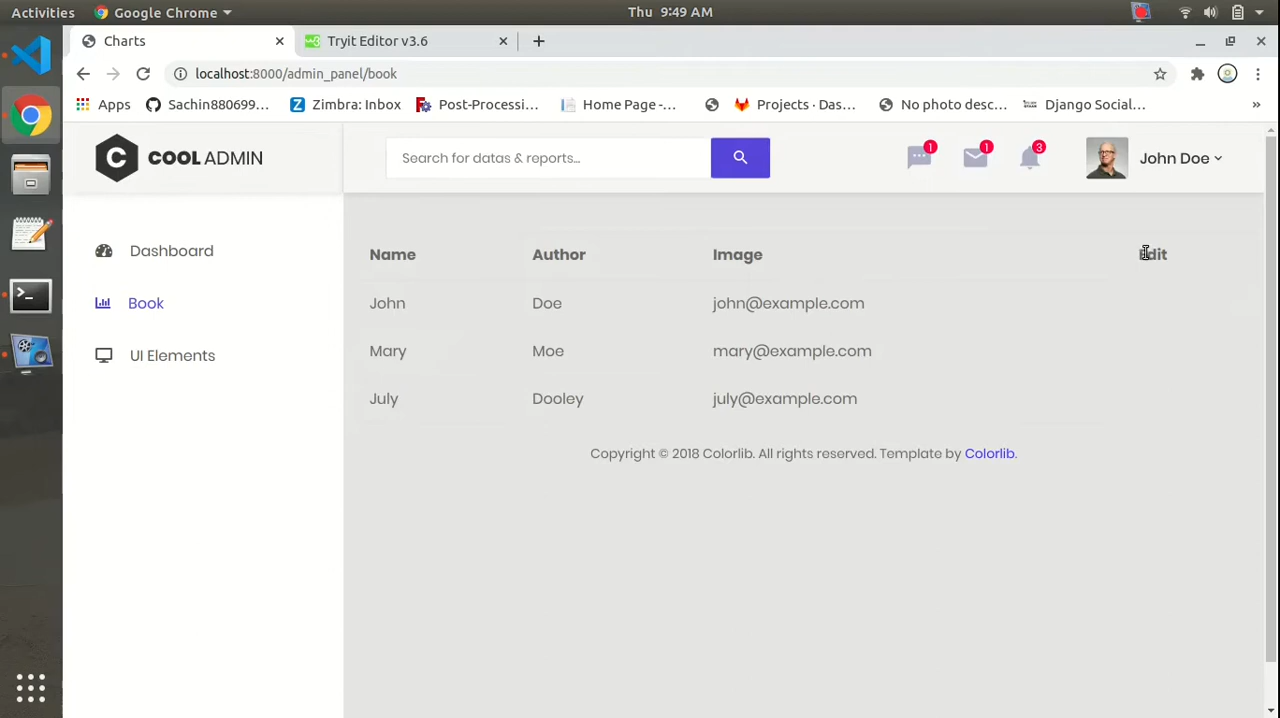 Activities Google Chrome Thu 9:49 AM
Charts Tryit Editor v3.6
localhost:8000/admin_panel/book
Apps Sachin880699... Zimbra: Inbox Post-Processi... Home Page -... Projects · Das... No photo desc... Django Social... »
C COOL ADMIN Search for datas & reports... 1 1 3 John Doe
Dashboard
Book
UI Elements
Name Author Image Edit
John Doe john@example.com
Mary Moe mary@example.com
July Dooley july@example.com
Copyright © 2018 Colorlib. All rights reserved. Template by Colorlib.